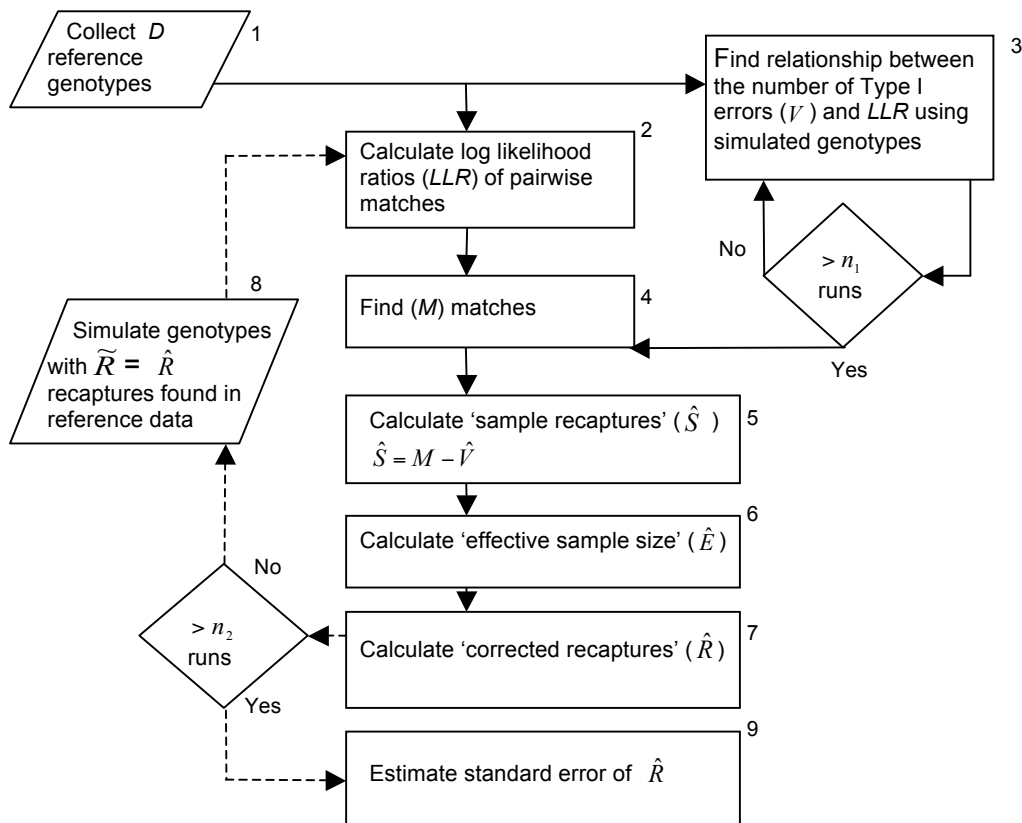 Collect D
reference
genotypes
1
Find relationship between
the number of Type I
errors (V) and LLR using
simulated genotypes
3
Calculate log likelihood
ratios (LLR) of pairwise
matches
2
No
> n₁
runs
Yes
Find (M) matches
4
8
Simulate genotypes
with R̃ = R̂
recaptures found in
reference data
Calculate ‘sample recaptures’ (Ŝ)
Ŝ = M − V̂
5
Calculate ‘effective sample size’ (Ê)
6
No
> n₂
runs
Yes
Calculate ‘corrected recaptures’ (R̂)
7
Estimate standard error of R̂
9